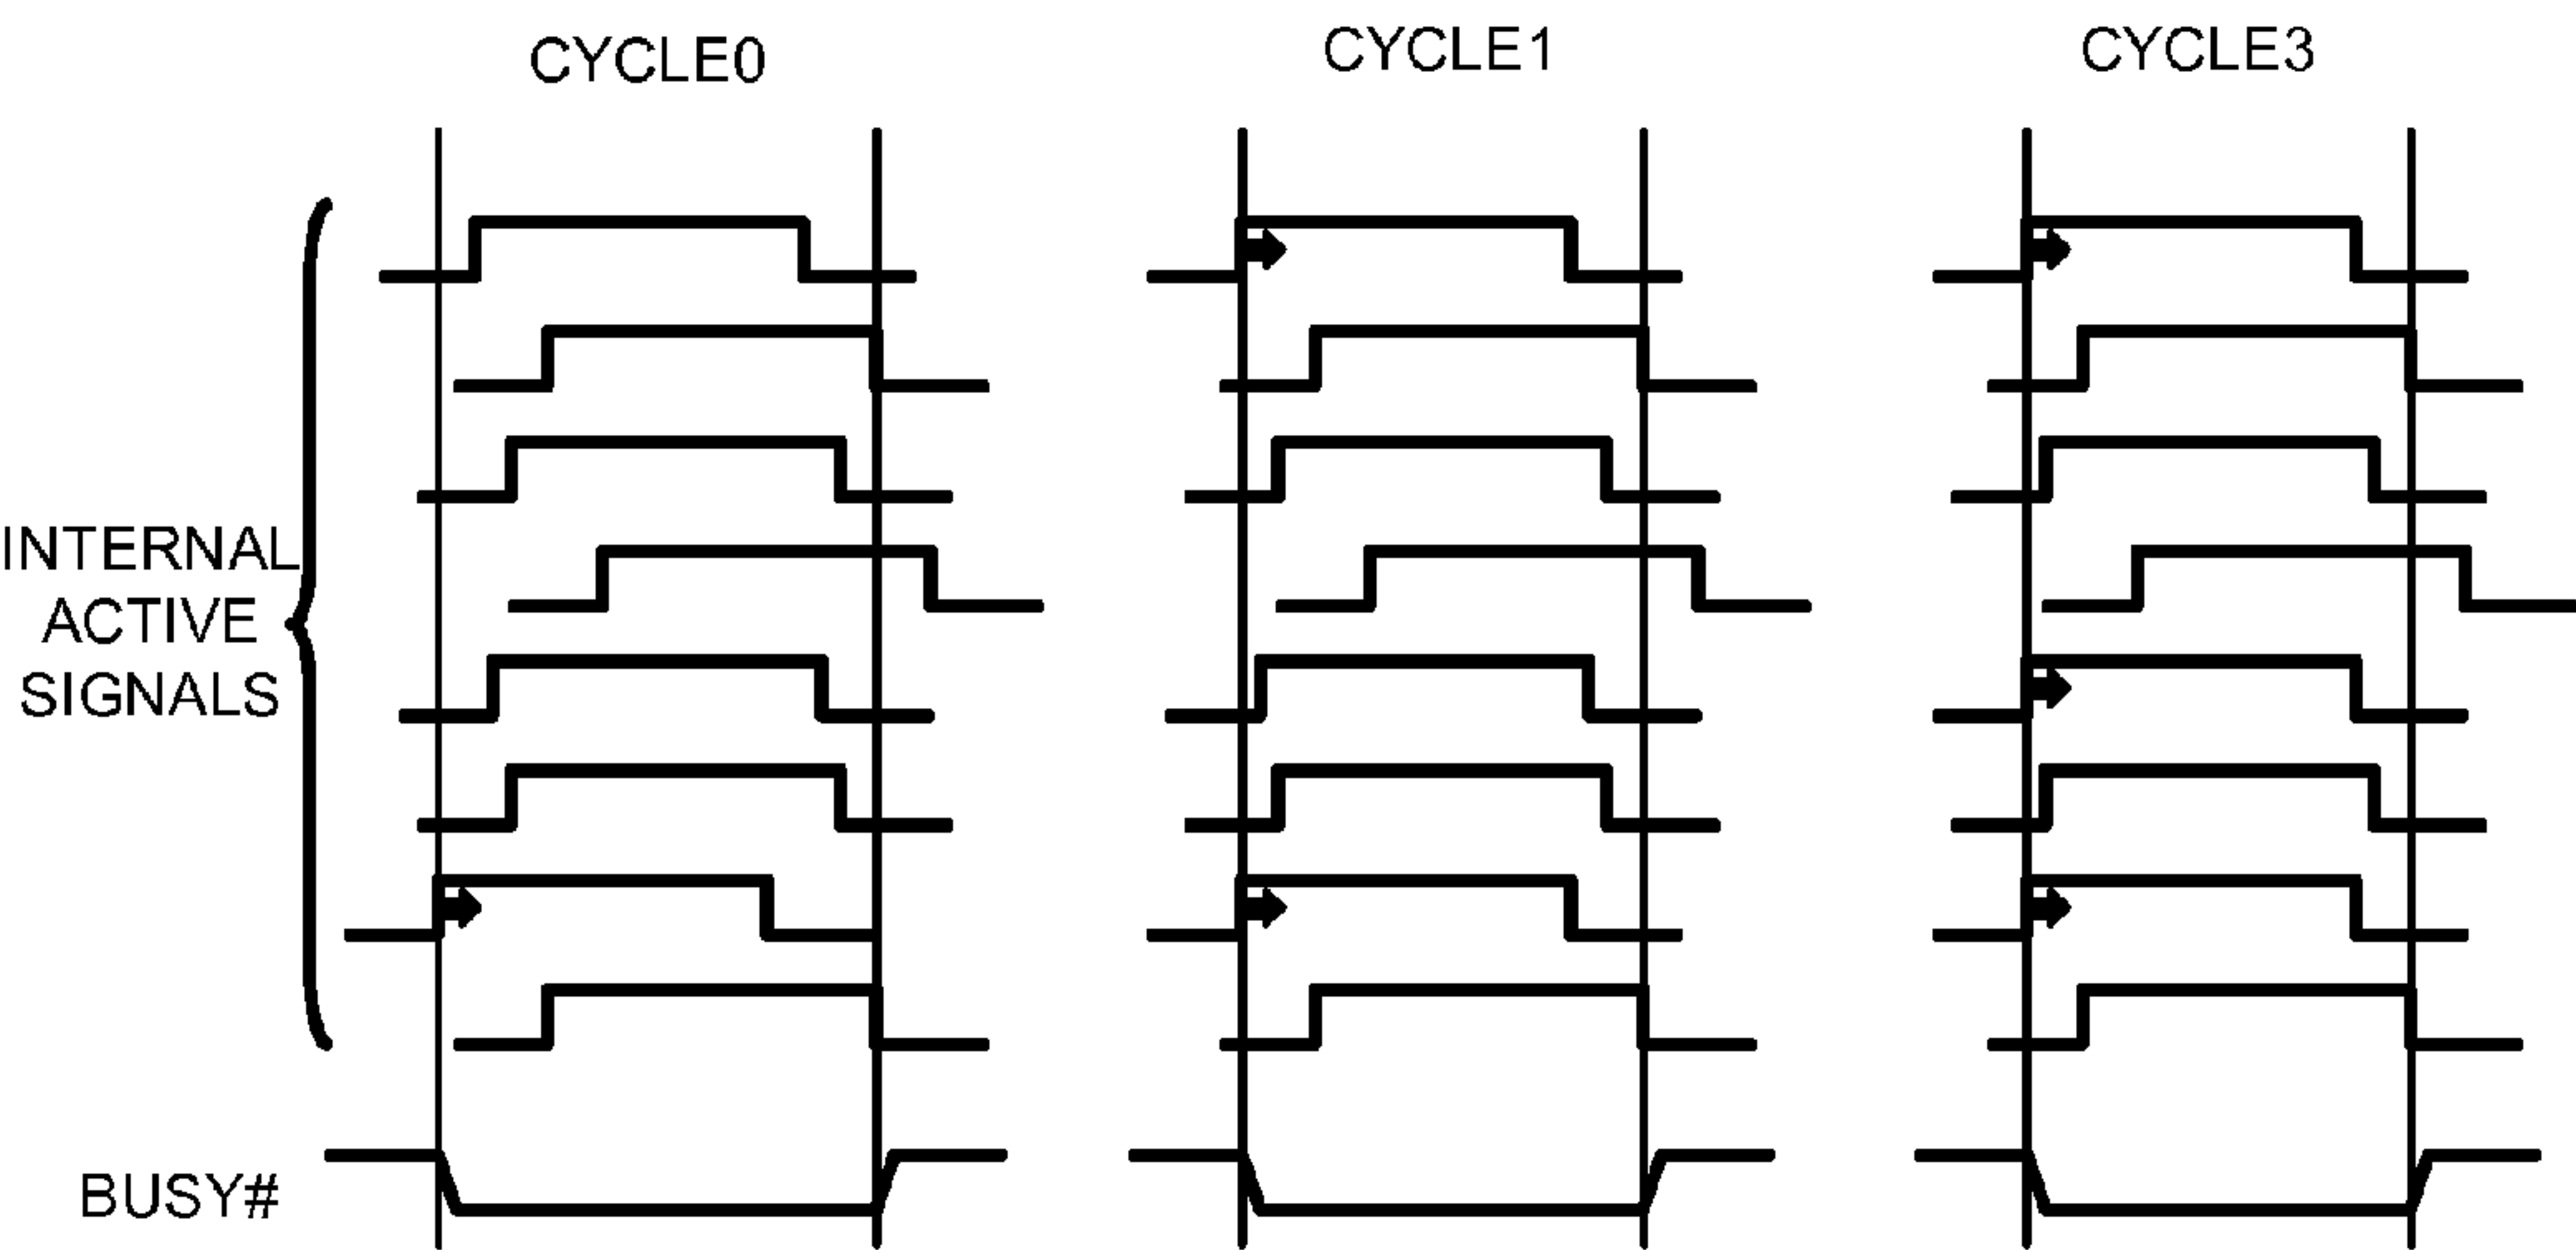 CYCLE0
CYCLE1
CYCLE3
INTERNAL
ACTIVE
SIGNALS
BUSY#